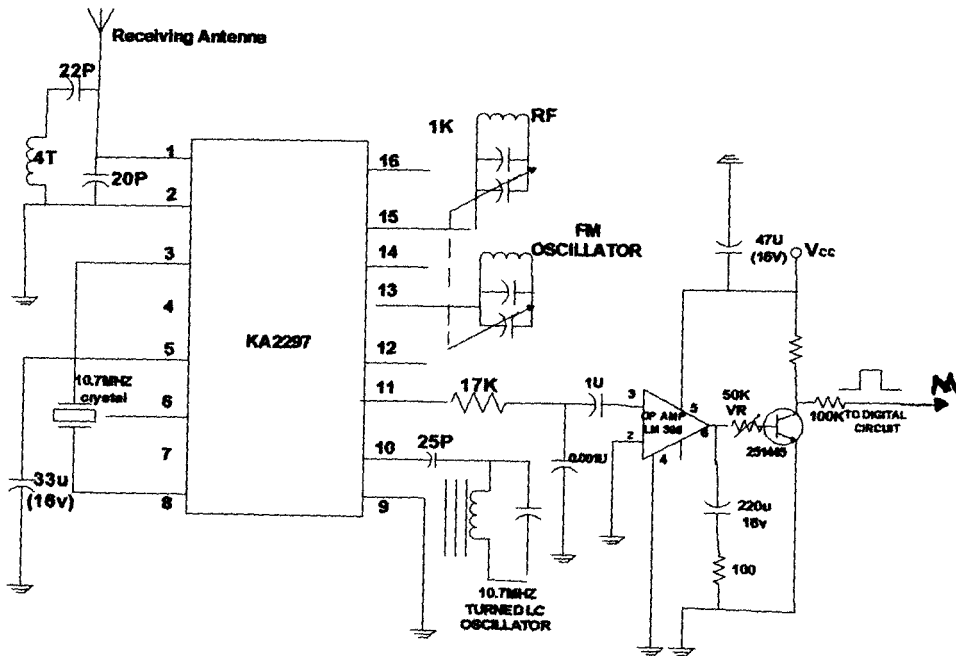 Receiving Antenne
22P
4T
20P
1
2
3
4
5
6
7
8
10.7MHZ
crystal
33u
(16v)
KA2297
16
15
14
13
12
11
10
9
1K
RF
FM
OSCILLATOR
17K
1U
0.001U
25P
10.7MHZ
TURNED LC
OSCILLATOR
47U
(16V)
Vcc
3
2
OP AMP
LM 386
5
6
4
50K
VR
2S1445
100K
TO DIGITAL
CIRCUIT
220u
16v
100